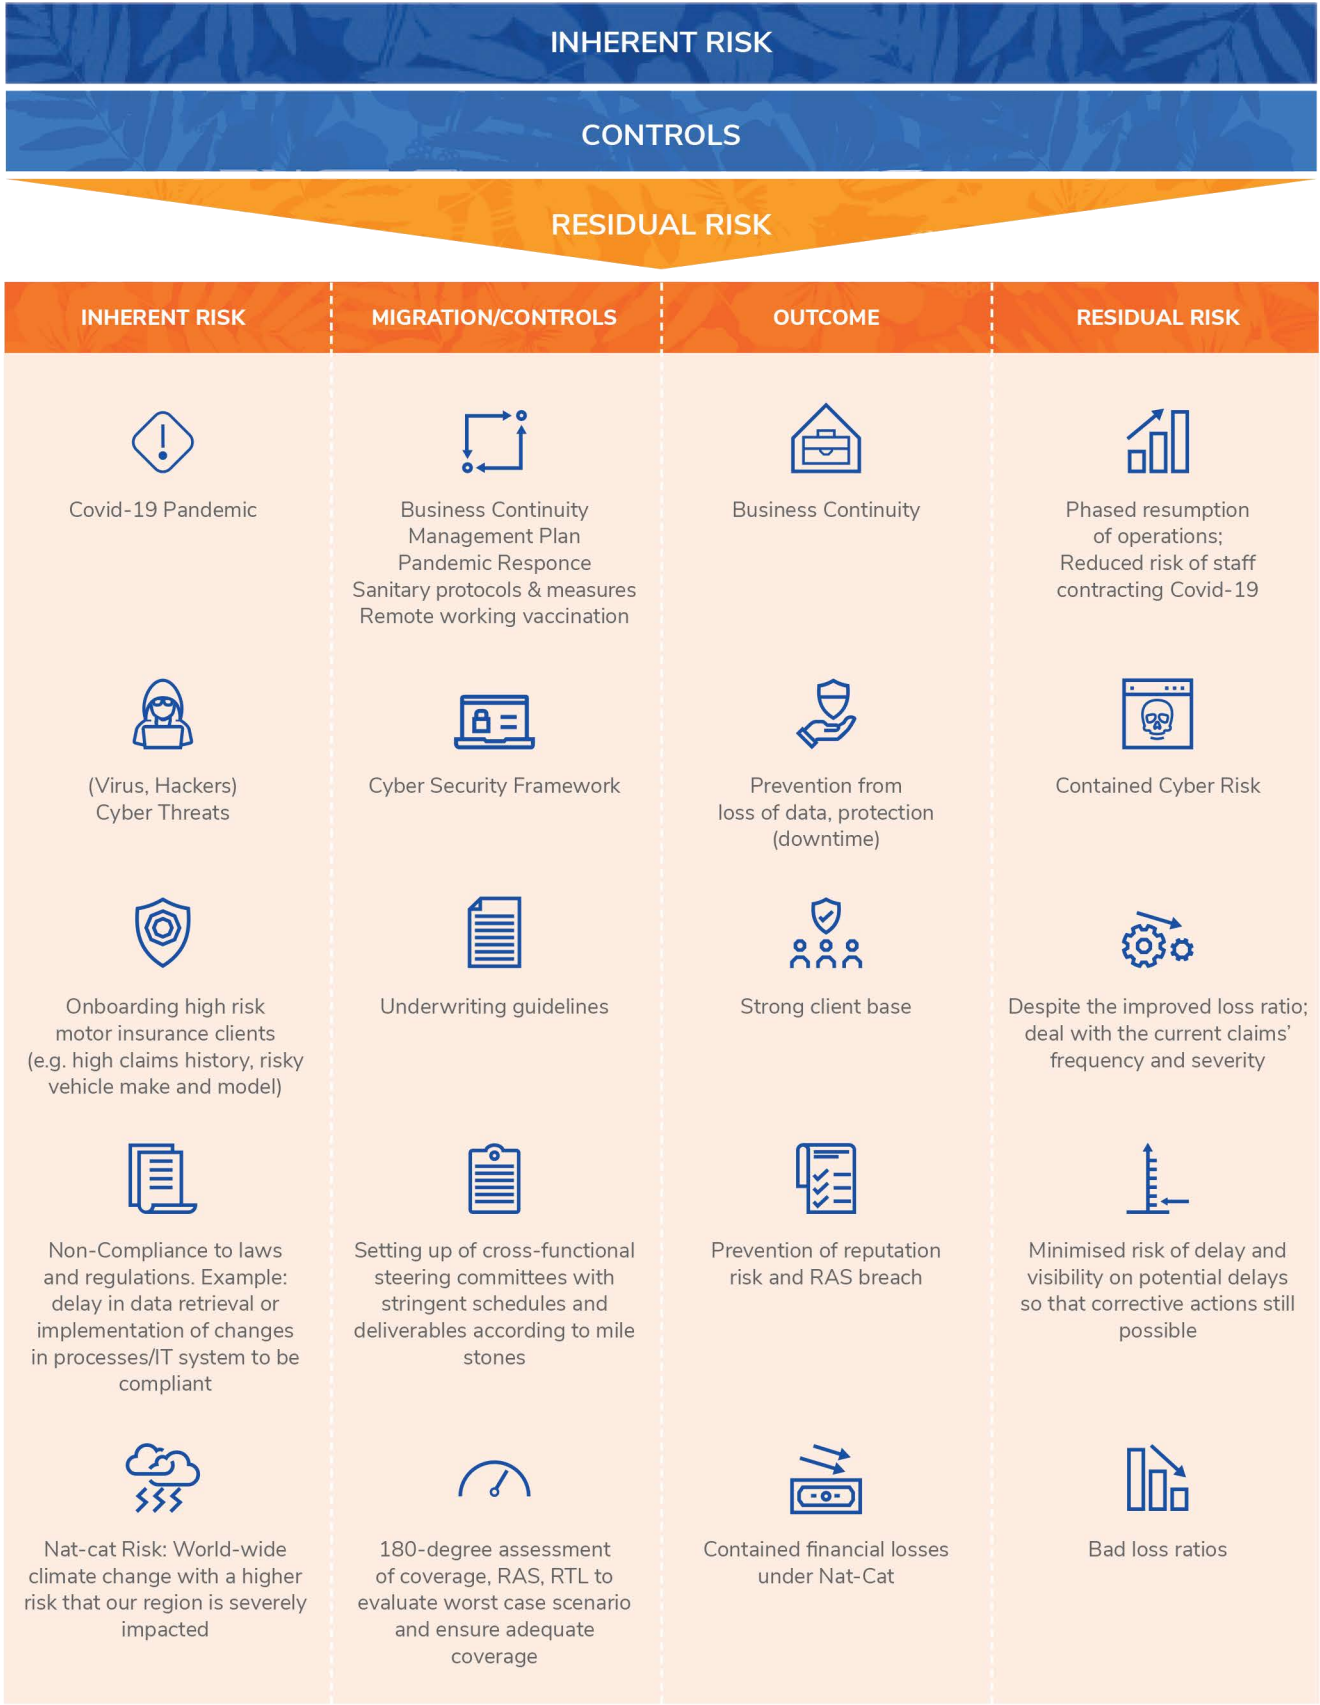 INHERENT RISK
CONTROLS
RESIDUAL RISK
INHERENT RISK
MIGRATION/CONTROLS
OUTCOME
RESIDUAL RISK
Covid-19 Pandemic
Business Continuity
Management Plan
Pandemic Responce
Sanitary protocols & measures
Remote working vaccination
Business Continuity
Phased resumption
of operations;
Reduced risk of staff
contracting Covid-19
(Virus, Hackers)
Cyber Threats
Cyber Security Framework
Prevention from
loss of data, protection
(downtime)
Contained Cyber Risk
Onboarding high risk
motor insurance clients
(e.g. high claims history, risky
vehicle make and model)
Underwriting guidelines
Strong client base
Despite the improved loss ratio;
deal with the current claims’
frequency and severity
Non-Compliance to laws
and regulations. Example:
delay in data retrieval or
implementation of changes
in processes/IT system to be
compliant
Setting up of cross-functional
steering committees with
stringent schedules and
deliverables according to mile
stones
Prevention of reputation
risk and RAS breach
Minimised risk of delay and
visibility on potential delays
so that corrective actions still
possible
Nat-cat Risk: World-wide
climate change with a higher
risk that our region is severely
impacted
180-degree assessment
of coverage, RAS, RTL to
evaluate worst case scenario
and ensure adequate
coverage
Contained financial losses
under Nat-Cat
Bad loss ratios